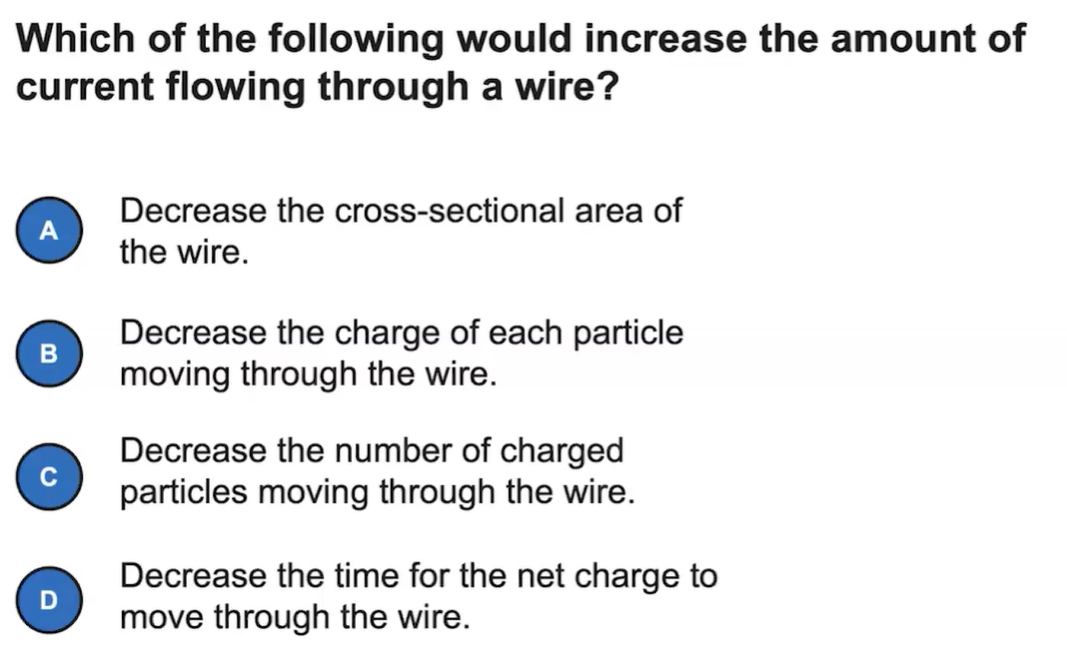 Which of the following would increase the amount of
current flowing through a wire?
A
Decrease the cross-sectional area of
the wire.
B
Decrease the charge of each particle
moving through the wire.
C
Decrease the number of charged
particles moving through the wire.
D
Decrease the time for the net charge to
move through the wire.